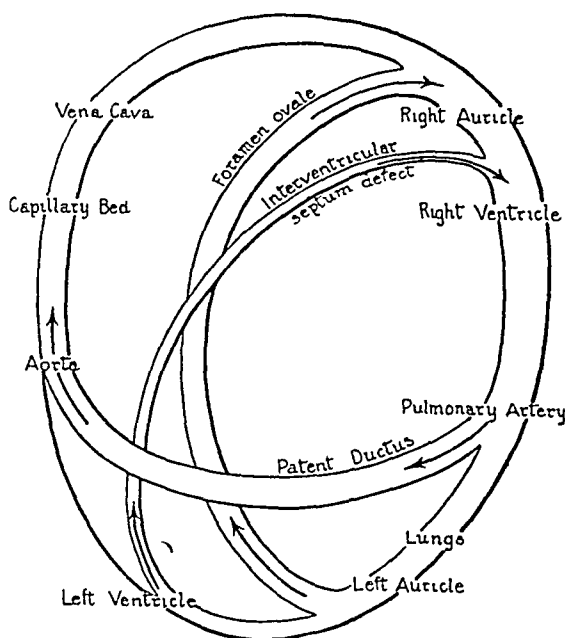 Foramen ovale
Vena Cava
Right Auricle
Interventricular
septum defect
Capillary Bed
Right Ventricle
Aorta
Pulmonary Artery
Patent Ductus
Lungs
Left Auricle
Left Ventricle